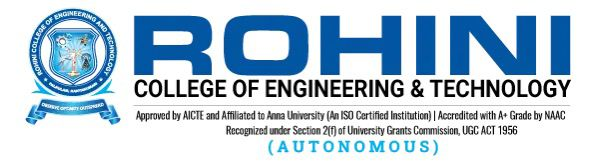 ROHINI COLLEGE OF ENGINEERING AND TECHNOLOGY
ROHINI
COLLEGE OF ENGINEERING & TECHNOLOGY
Approved by AICTE and Affiliated to Anna University (An ISO Certified Institution) | Accredited with A+ Grade by NAAC
Recognized under Section 2(f) of University Grants Commission, UGC ACT 1956
(AUTONOMOUS)